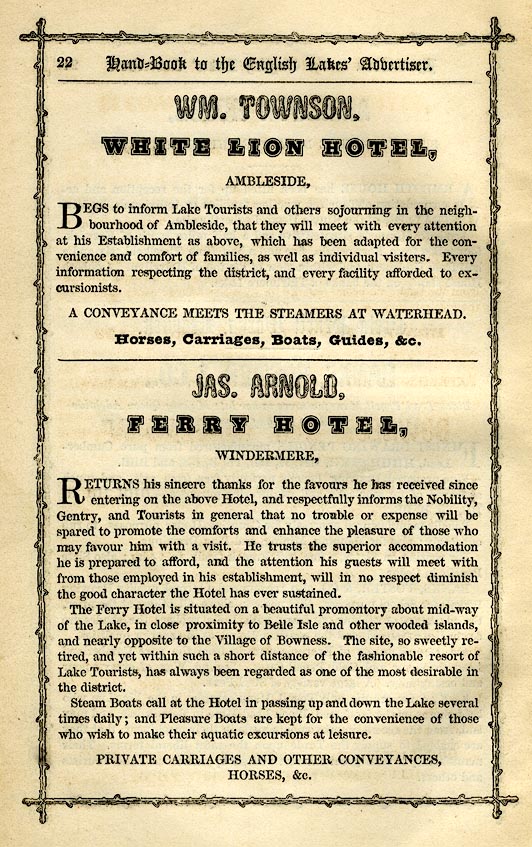 22 Hand-Book to the English Lakes' Advertiser.
WM. TOWNSON,
WHITE LION HOTEL,
AMBLESIDE,
BEGS to inform Lake Tourists and others sojourning in the neigh-
bourhood of Ambleside, that they will meet with every attention
at his Establishment as above, which has been adapted for the con-
venience and comfort of families, as well as individual visiters. Every
information respecting the district, and every facility afforded to ex-
cursionists.
A CONVEYANCE MEETS THE STEAMERS AT WATERHEAD.
Horses, Carriages, Boats, Guides, &c.
JAS. ARNOLD,
FERRY HOTEL,
WINDERMERE,
RETURNS his sincere thanks for the favours he has received since
entering on the above Hotel, and respectfully informs the Nobility,
Gentry, and Tourists in general that no trouble or expense will be
spared to promote the comforts and enhance the pleasure of those who
may favour him with a visit. He trusts the superior accommodation
he is prepared to afford, and the attention his guests will meet with
from those employed in his establishment, will in no respect diminish
the good character the Hotel has ever sustained.
The Ferry Hotel is situated on a beautiful promontory about mid-way
of the Lake, in close proximity to Belle Isle and other wooded islands,
and nearly opposite to the Village of Bowness. The site, so sweetly re-
tired, and yet within such a short distance of the fashionable resort of
Lake Tourists, has always been regarded as one of the most desirable in
the district.
Steam Boats call at the Hotel in passing up and down the Lake several
times daily; and Pleasure Boats are kept for the convenience of those
who wish to make their aquatic excursions at leisure.
PRIVATE CARRIAGES AND OTHER CONVEYANCES,
HORSES, &c.